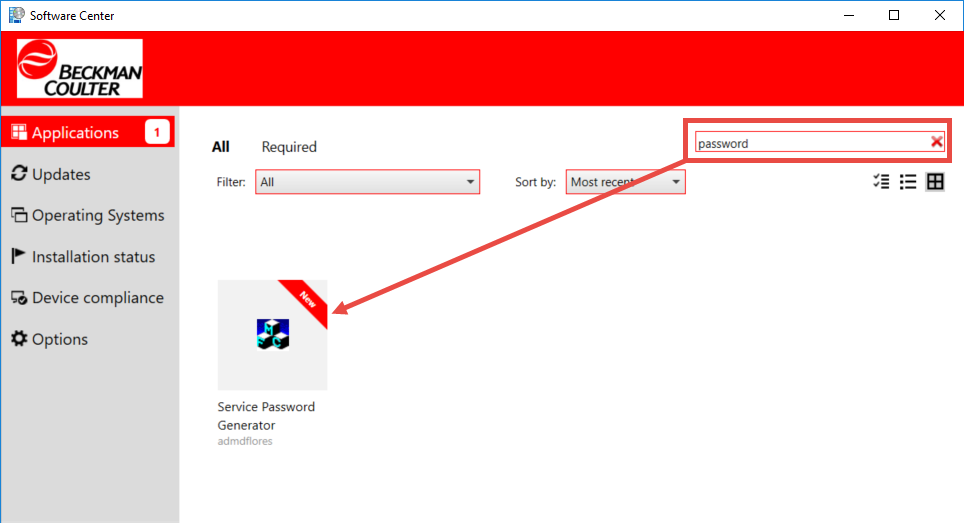 Software Center
BECKMAN
COULTER
Applications
1
Updates
Operating Systems
Installation status
Device compliance
Options
All
Required
password
Filter:
All
Sort by:
Most recent
New
Service Password
Generator
admdflores